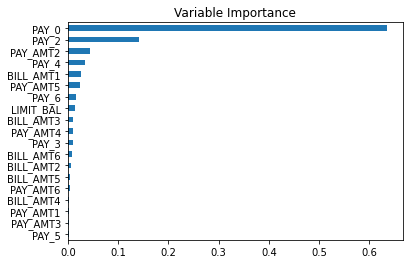 Variable Importance
PAY_0
PAY_2
PAY_AMT2
PAY_4
BILL_AMT1
PAY_AMT5
PAY_6
LIMIT_BAL
BILL_AMT3
PAY_AMT4
PAY_3
BILL_AMT6
BILL_AMT2
BILL_AMT5
PAY_AMT6
BILL_AMT4
PAY_AMT1
PAY_AMT3
PAY_5
0.0 0.1 0.2 0.3 0.4 0.5 0.6